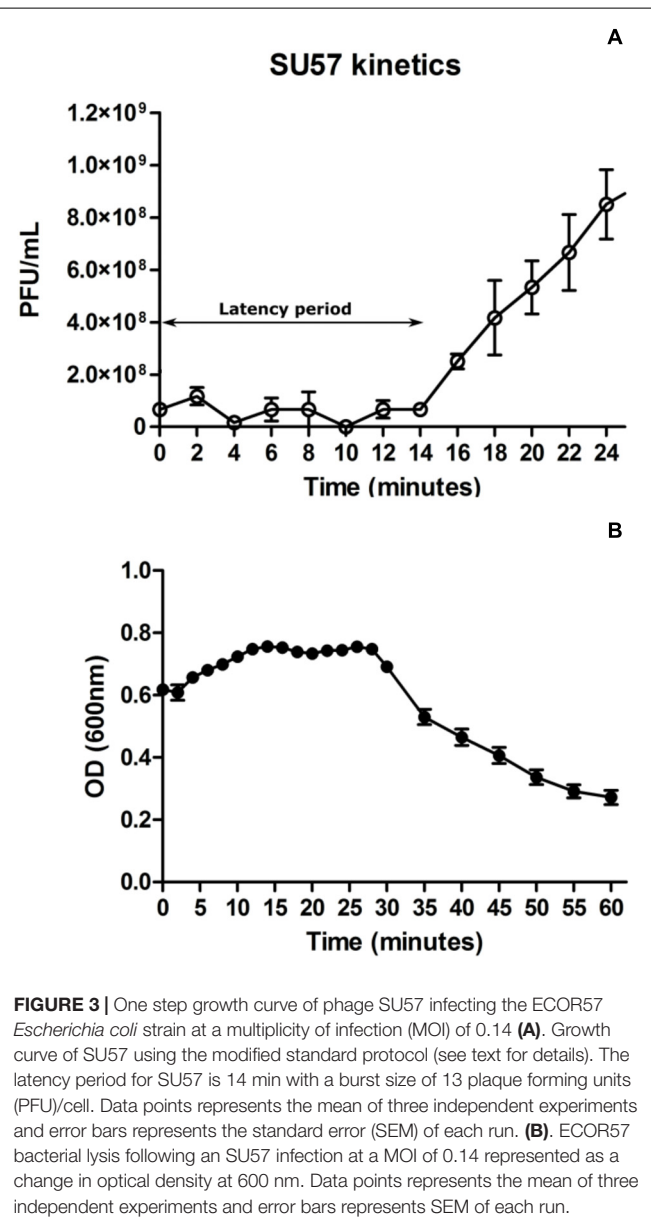 A
SU57 kinetics
1.2×10⁹
1.0×10⁹
8.0×10⁸
6.0×10⁸
4.0×10⁸
2.0×10⁸
0
PFU/mL
Latency period
0 2 4 6 8 10 12 14 16 18 20 22 24
Time (minutes)
B
1.0
0.8
0.6
0.4
0.2
0.0
OD (600nm)
0 5 10 15 20 25 30 35 40 45 50 55 60
Time (minutes)
FIGURE 3 | One step growth curve of phage SU57 infecting the ECOR57
Escherichia coli strain at a multiplicity of infection (MOI) of 0.14 (A). Growth
curve of SU57 using the modified standard protocol (see text for details). The
latency period for SU57 is 14 min with a burst size of 13 plaque forming units
(PFU)/cell. Data points represents the mean of three independent experiments
and error bars represents the standard error (SEM) of each run. (B). ECOR57
bacterial lysis following an SU57 infection at a MOI of 0.14 represented as a
change in optical density at 600 nm. Data points represents the mean of three
independent experiments and error bars represents SEM of each run.